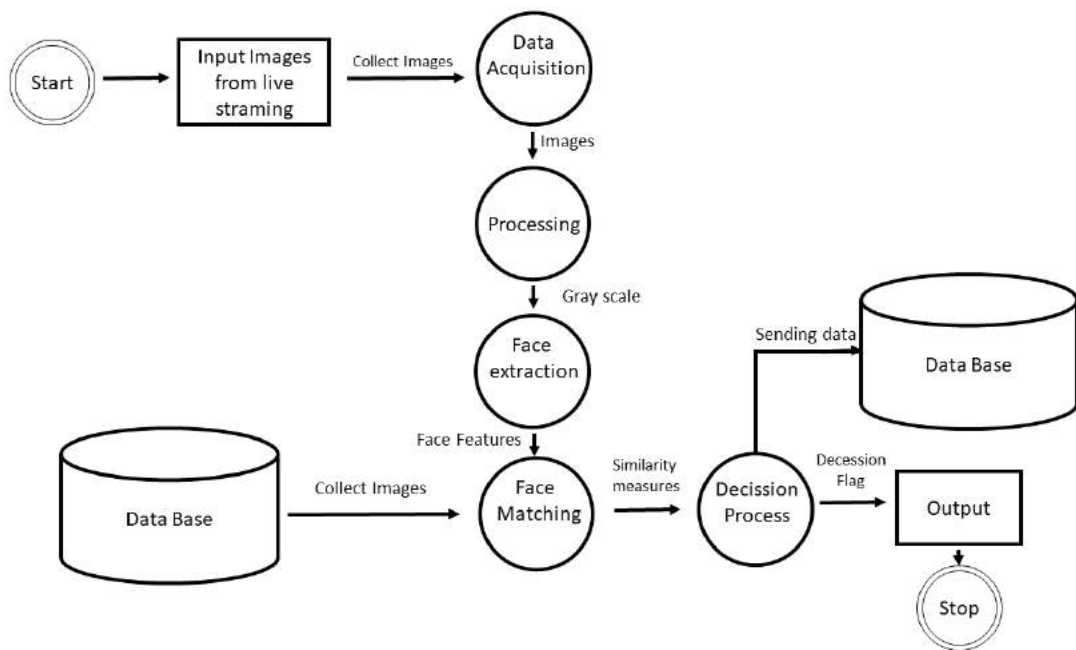 Start
Input Images
from live
straming
Collect Images
Data
Acquisition
Images
Processing
Gray scale
Face
extraction
Sending data
Data Base
Face Features
Data Base
Collect Images
Face
Matching
Similarity
measures
Decission
Process
Decession
Flag
Output
Stop